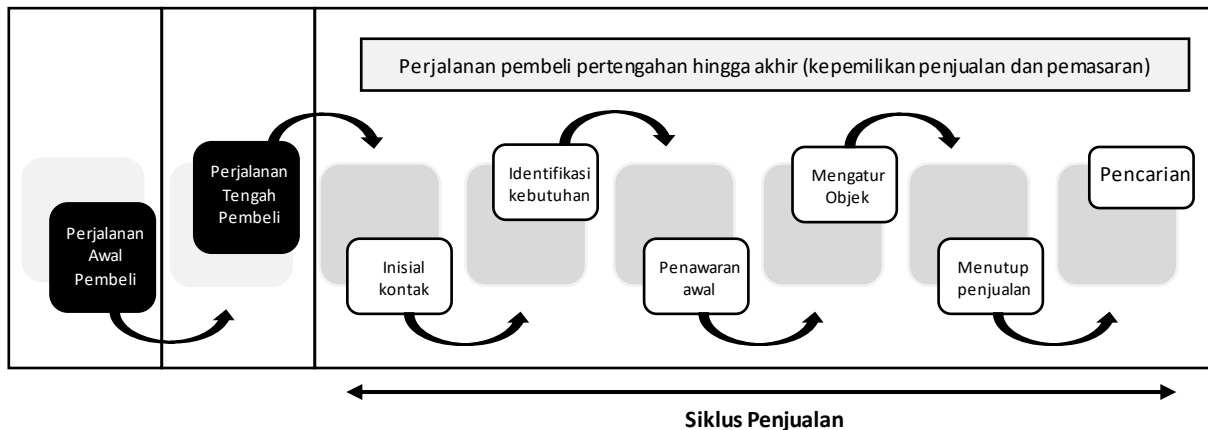 Perjalanan pembeli pertengahan hingga akhir (kepemilikan penjualan dan pemasaran)
Perjalanan
Awal
Pembeli
Perjalanan
Tengah
Pembeli
Inisial
kontak
Identifikasi
kebutuhan
Penawaran
awal
Mengatur
Objek
Menutup
penjualan
Pencarian
Siklus Penjualan